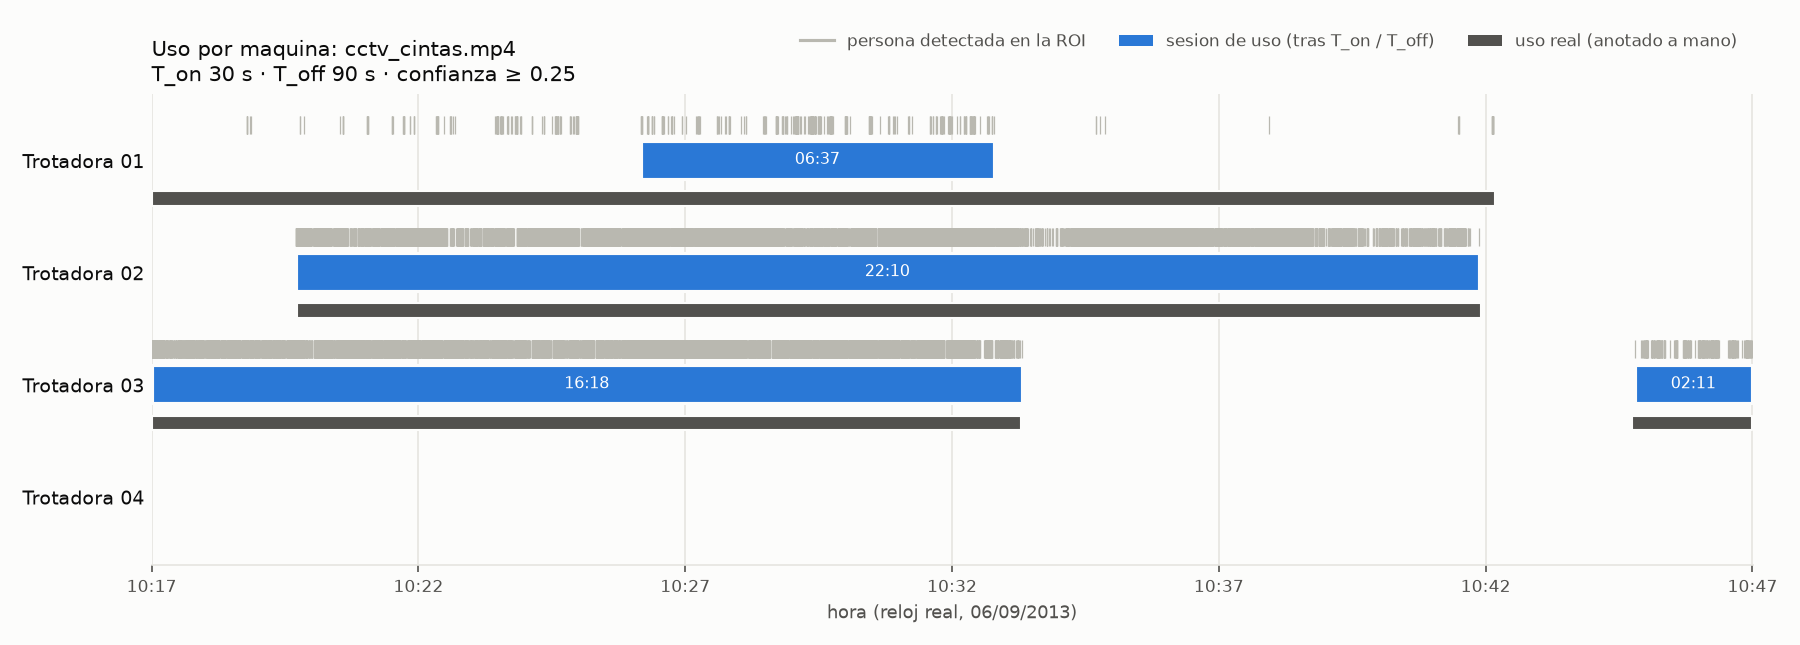 Uso por maquina: cctv_cintas.mp4
T_on 30 s · T_off 90 s · confianza ≥ 0.25
persona detectada en la ROI
sesion de uso (tras T_on / T_off)
uso real (anotado a mano)
Trotadora 01
06:37
Trotadora 02
22:10
Trotadora 03
16:18
02:11
Trotadora 04
10:17
10:22
10:27
10:32
10:37
10:42
10:47
hora (reloj real, 06/09/2013)